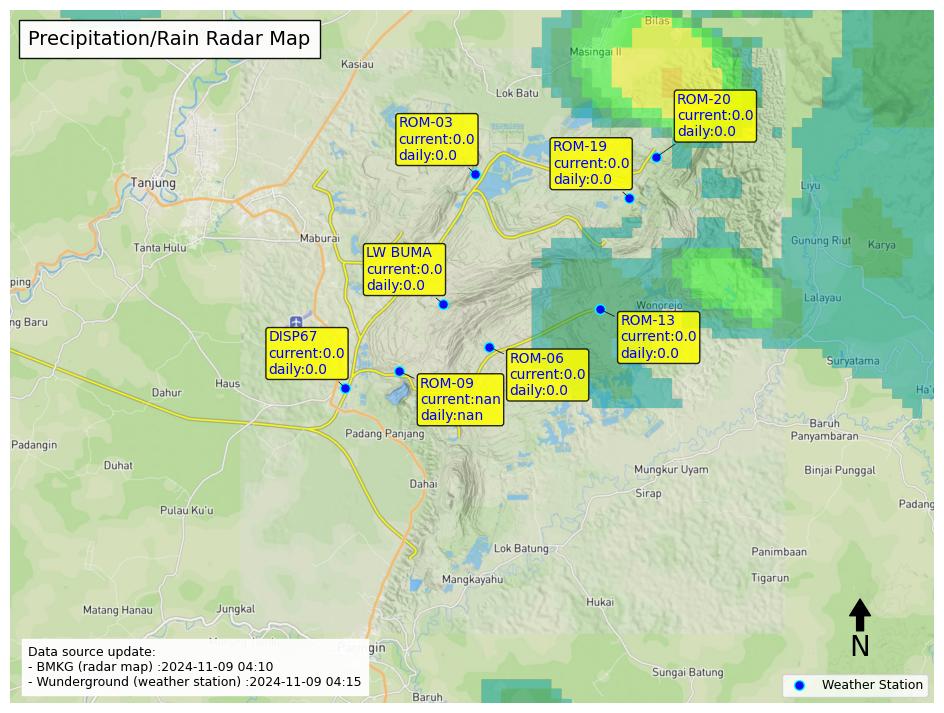 Precipitation/Rain Radar Map
Bilas
Masingai II
Kasiau
Lok Batu
ROM-20
current:0.0
daily:0.0
ROM-03
current:0.0
daily:0.0
ROM-19
current:0.0
daily:0.0
Tanjung
Liyu
Maburai
Tanta Hulu
Gunung Riut
Karya
LW BUMA
current:0.0
daily:0.0
ping
Lalayau
Wonorejo
ng Baru
ROM-13
current:0.0
daily:0.0
DISP67
current:0.0
daily:0.0
ROM-06
current:0.0
daily:0.0
Suryatama
Haus
Dahur
ROM-09
current:nan
daily:nan
Ha'
Baruh
Panyambaran
Padang Panjang
Padangin
Duhat
Mungkur Uyam
Binjai Punggal
Dahai
Sirap
Pulau Ku'u
Padang
Lok Batung
Panimbaan
Mangkayahu
Tigarun
Hukai
Matang Hanau
Jungkal
N
Data source update:
- BMKG (radar map) :2024-11-09 04:10
- Wunderground (weather station) :2024-11-09 04:15
Sungai Batung
Weather Station
Baruh